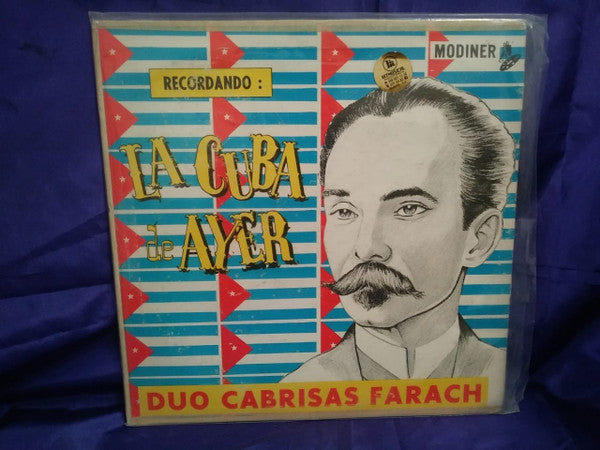 MODINER
RECORDANDO :
LA CUBA
de AYER
DUO CABRISAS FARACH